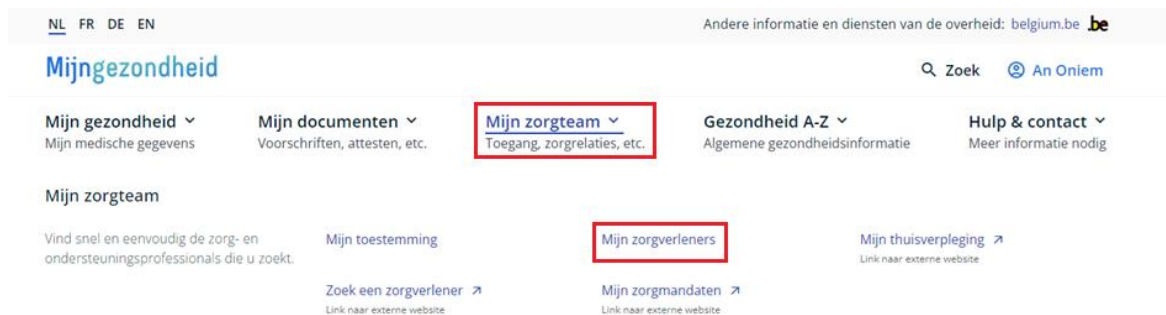 NL FR DE EN
Andere informatie en diensten van de overheid: belgium.be .be
Mijngezondheid
Zoek
An Oniem
Mijn gezondheid
Mijn medische gegevens
Mijn documenten
Voorschriften, attesten, etc.
Mijn zorgteam
Toegang, zorgrelaties, etc.
Gezondheid A-Z
Algemene gezondheidsinformatie
Hulp & contact
Meer informatie nodig
Mijn zorgteam
Vind snel en eenvoudig de zorg- en
ondersteuningsprofessionals die u zoekt.
Mijn toestemming
Mijn zorgverleners
Mijn thuisverpleging
Link naar externe website
Zoek een zorgverlener
Link naar externe website
Mijn zorgmandaten
Link naar externe website